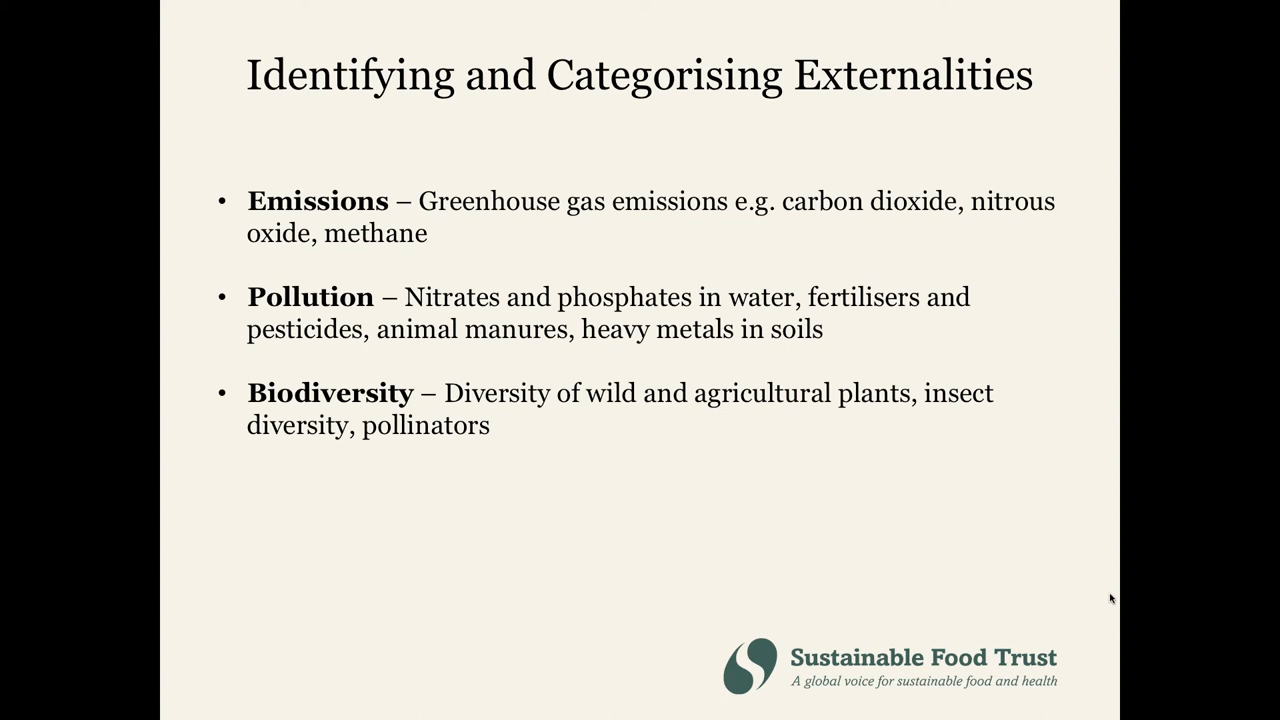 Identifying and Categorising Externalities
• Emissions – Greenhouse gas emissions e.g. carbon dioxide, nitrous
oxide, methane
• Pollution – Nitrates and phosphates in water, fertilisers and
pesticides, animal manures, heavy metals in soils
• Biodiversity – Diversity of wild and agricultural plants, insect
diversity, pollinators
Sustainable Food Trust
A global voice for sustainable food and health